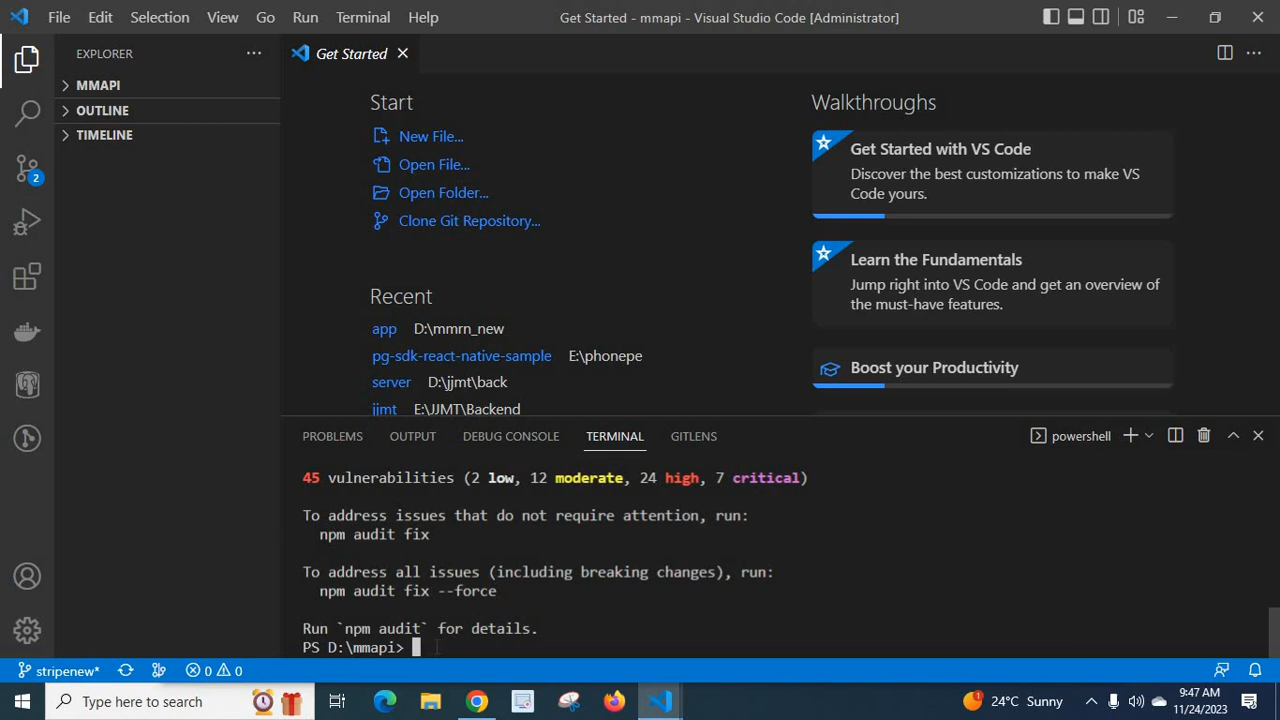 File Edit Selection View Go Run Terminal Help
Get Started - mmapi - Visual Studio Code [Administrator]
EXPLORER
Get Started
MMAPI
OUTLINE
TIMELINE
2
Start
New File...
Open File...
Open Folder...
Clone Git Repository...
Recent
app D:\mmrn_new
pg-sdk-react-native-sample E:\phonepe
server D:\jjmt\back
jjmt E:\JJMT\Backend
Walkthroughs
Get Started with VS Code
Discover the best customizations to make VS
Code yours.
Learn the Fundamentals
Jump right into VS Code and get an overview of
the must-have features.
Boost your Productivity
PROBLEMS OUTPUT DEBUG CONSOLE TERMINAL GITLENS
powershell
45 vulnerabilities (2 low, 12 moderate, 24 high, 7 critical)
To address issues that do not require attention, run:
npm audit fix
To address all issues (including breaking changes), run:
npm audit fix --force
Run `npm audit` for details.
PS D:\mmapi>
stripenew* 0 0
Type here to search
24°C Sunny
9:47 AM
11/24/2023